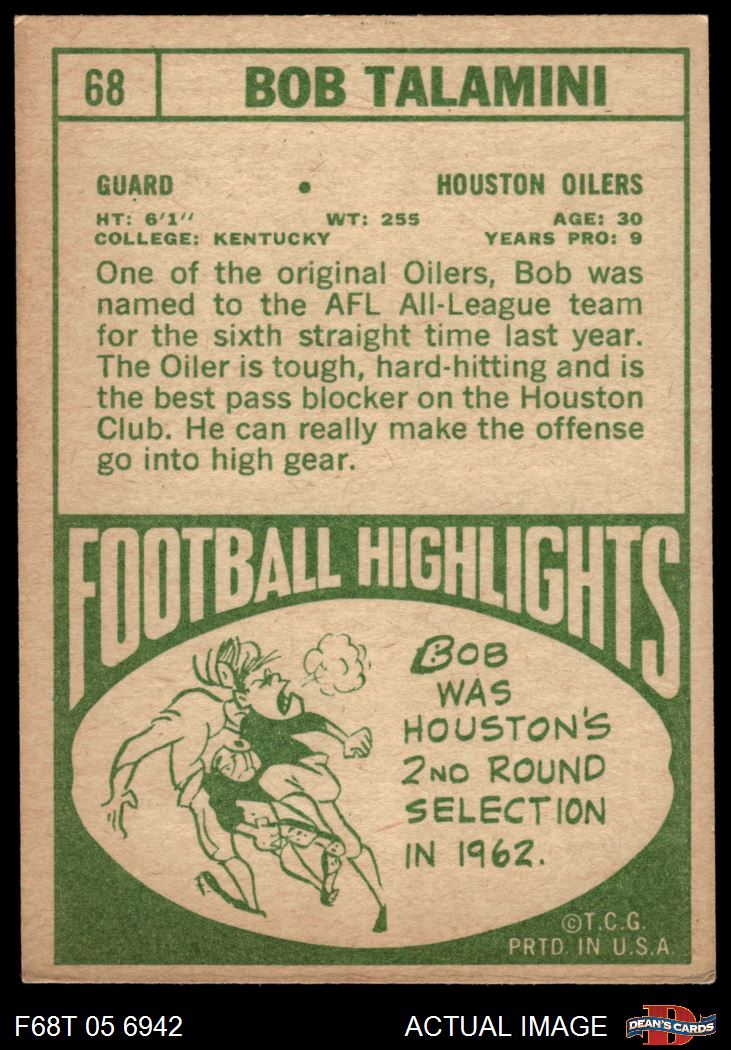 68 BOB TALAMINI
GUARD • HOUSTON OILERS
HT: 6'1" WT: 255 AGE: 30
COLLEGE: KENTUCKY YEARS PRO: 9
One of the original Oilers, Bob was
named to the AFL All-League team
for the sixth straight time last year.
The Oiler is tough, hard-hitting and is
the best pass blocker on the Houston
Club. He can really make the offense
go into high gear.
FOOTBALL HIGHLIGHTS
BOB
WAS
HOUSTON'S
2ND ROUND
SELECTION
IN 1962.
©T.C.G.
PRTD. IN U.S.A.
F68T 05 6942 ACTUAL IMAGE DEAN'S CARDS